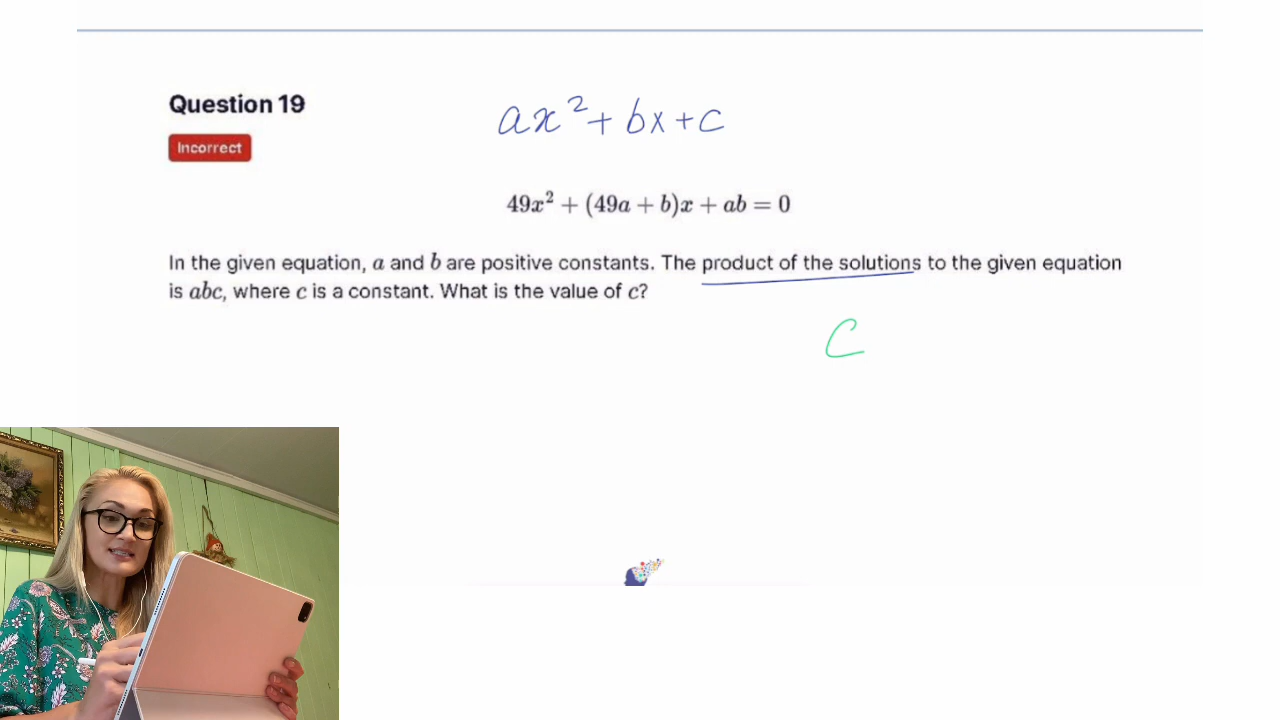 Question 19
ax²+bx+c
Incorrect
49x² + (49a + b)x + ab = 0
In the given equation, a and b are positive constants. The product of the solutions to the given equation
is abc, where c is a constant. What is the value of c?
C